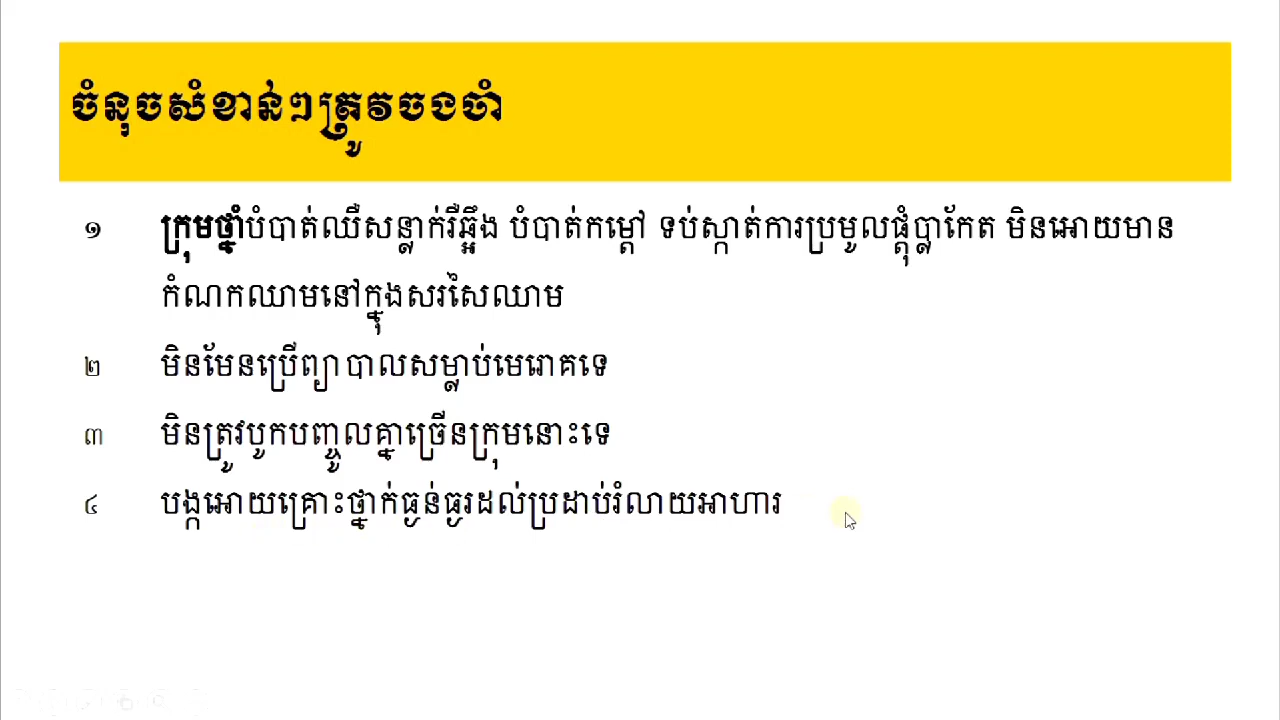 ចំនុចសំខាន់ៗត្រូវចងចាំ
១ ក្រុមថ្នាំបំបាត់ឈឺសន្លាក់រឺឆ្អឹង បំបាត់កម្តៅ ទប់ស្កាត់ការប្រមូលផ្តុំប្លាកែត មិនអោយមាន
កំណកឈាមនៅក្នុងសរសៃឈាម
២ មិនមែនប្រើព្យាបាលសម្លាប់មេរោគទេ
៣ មិនត្រូវបូកបញ្ចូលគ្នាច្រើនក្រុមនោះទេ
៤ បង្កអោយគ្រោះថ្នាក់ធ្ងន់ធ្ងរដល់ប្រដាប់រំលាយអាហារ